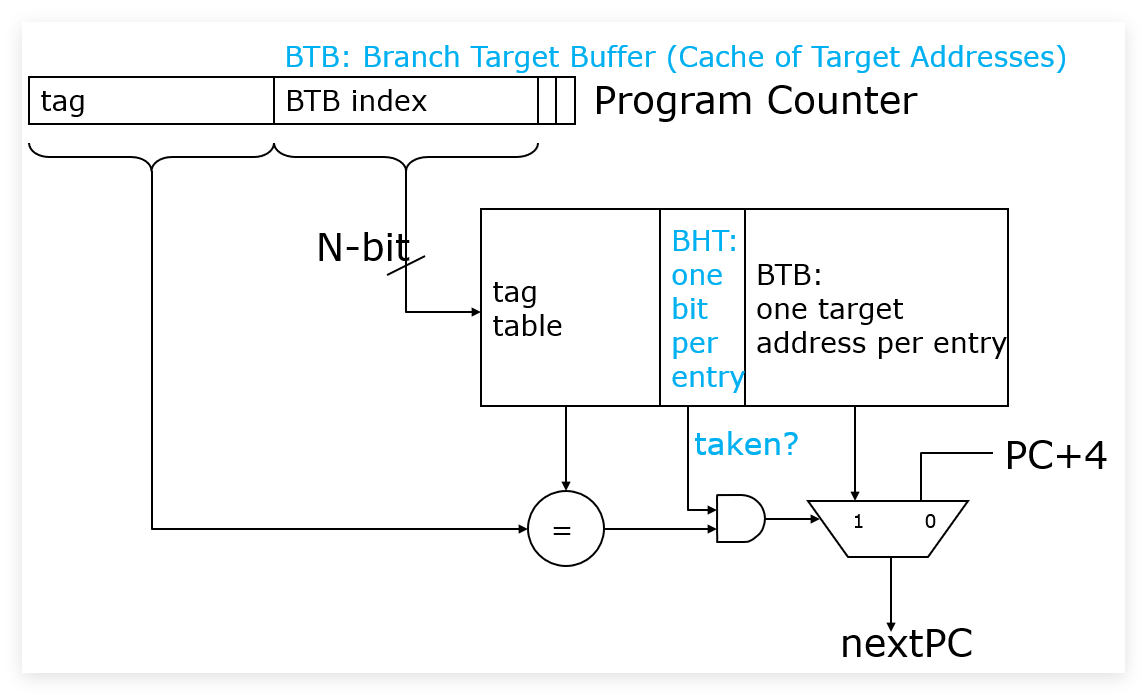 BTB: Branch Target Buffer (Cache of Target Addresses)
tag
BTB index
Program Counter
N-bit
tag
table
BHT:
one
bit
per
entry
BTB:
one target
address per entry
taken?
PC+4
=
1
0
nextPC